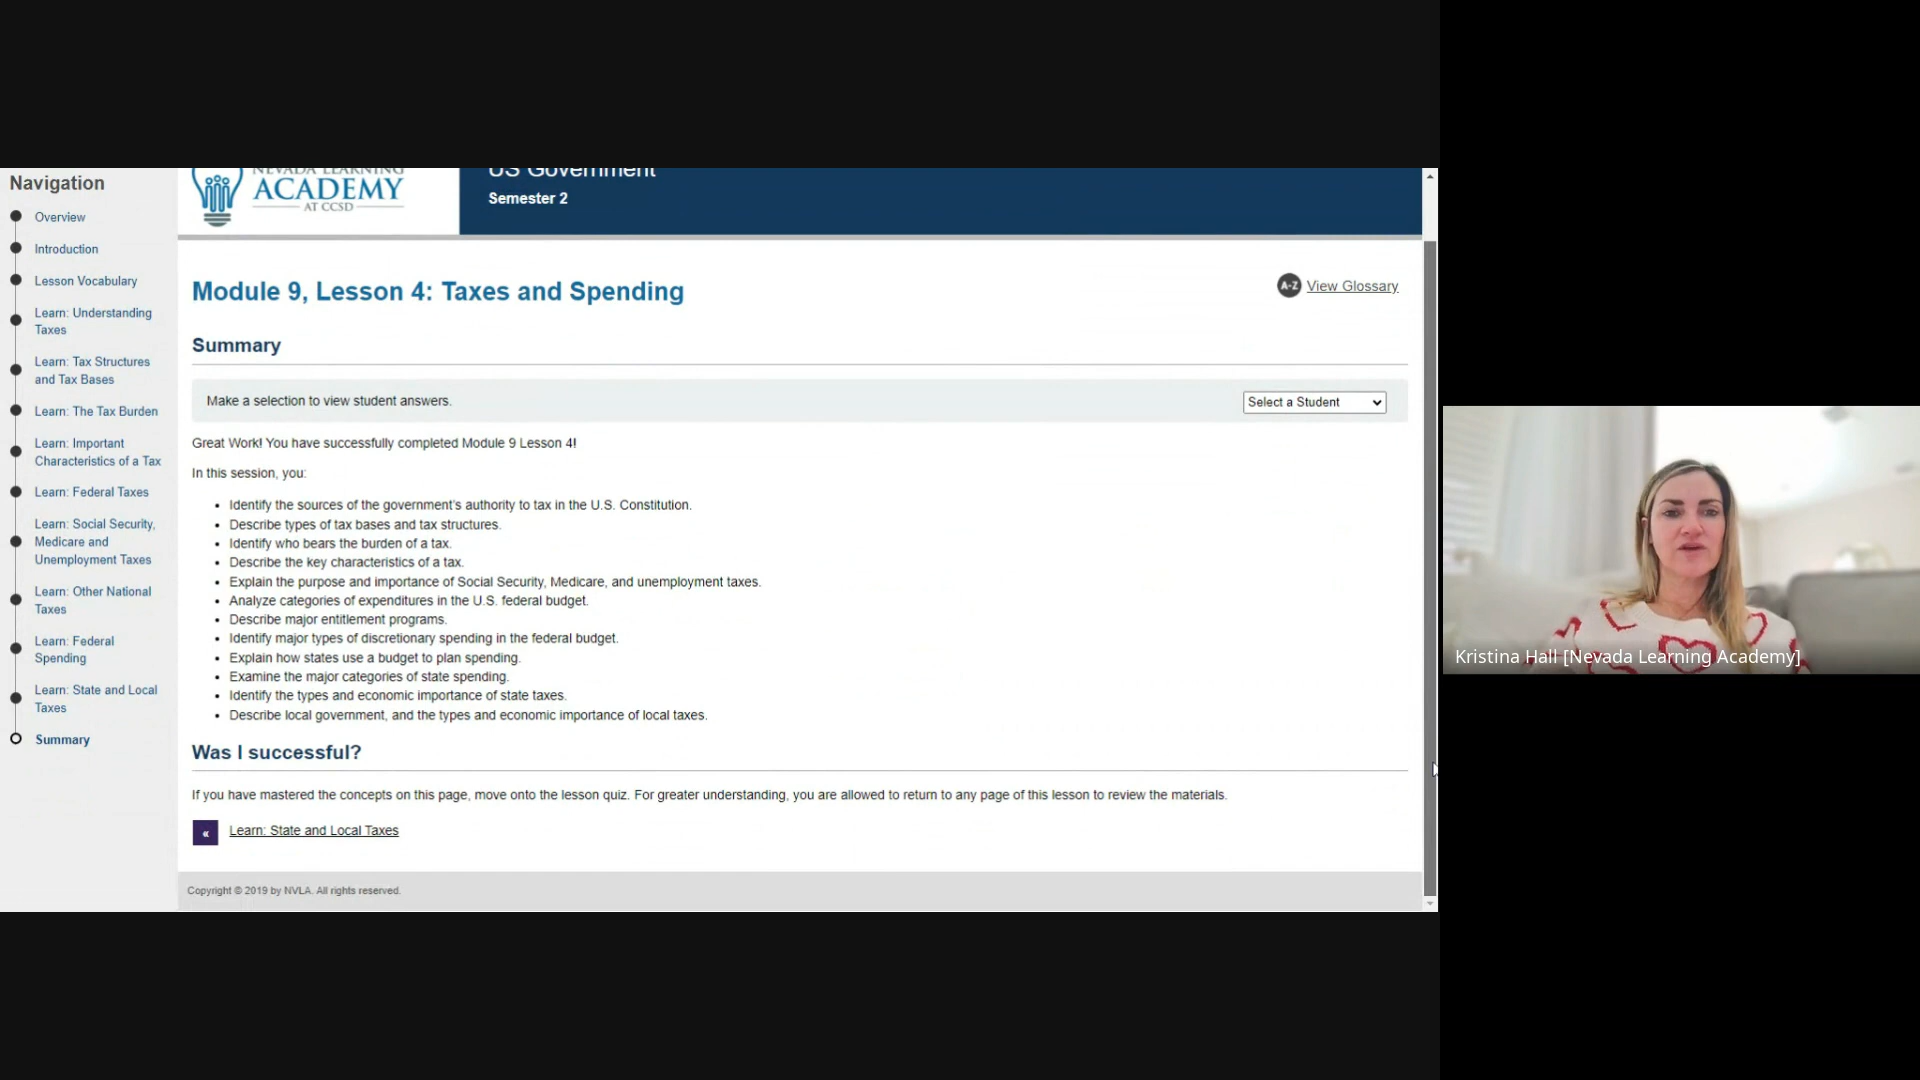 Navigation
Overview
Introduction
Lesson Vocabulary
Learn: Understanding
Taxes
Learn: Tax Structures
and Tax Bases
Learn: The Tax Burden
Learn: Important
Characteristics of a Tax
Learn: Federal Taxes
Learn: Social Security,
Medicare and
Unemployment Taxes
Learn: Other National
Taxes
Learn: Federal
Spending
Learn: State and Local
Taxes
Summary
NEVADA LEARNING
ACADEMY
AT CCSD
US Government
Semester 2
Module 9, Lesson 4: Taxes and Spending
A-Z View Glossary
Summary
Make a selection to view student answers.
Select a Student
Great Work! You have successfully completed Module 9 Lesson 4!
In this session, you:
• Identify the sources of the government's authority to tax in the U.S. Constitution.
• Describe types of tax bases and tax structures.
• Identify who bears the burden of a tax.
• Describe the key characteristics of a tax.
• Explain the purpose and importance of Social Security, Medicare, and unemployment taxes.
• Analyze categories of expenditures in the U.S. federal budget.
• Describe major entitlement programs.
• Identify major types of discretionary spending in the federal budget.
• Explain how states use a budget to plan spending.
• Examine the major categories of state spending.
• Identify the types and economic importance of state taxes.
• Describe local government, and the types and economic importance of local taxes.
Was I successful?
If you have mastered the concepts on this page, move onto the lesson quiz. For greater understanding, you are allowed to return to any page of this lesson to review the materials.
« Learn: State and Local Taxes
Copyright © 2019 by NVLA. All rights reserved.
Kristina Hall [Nevada Learning Academy]